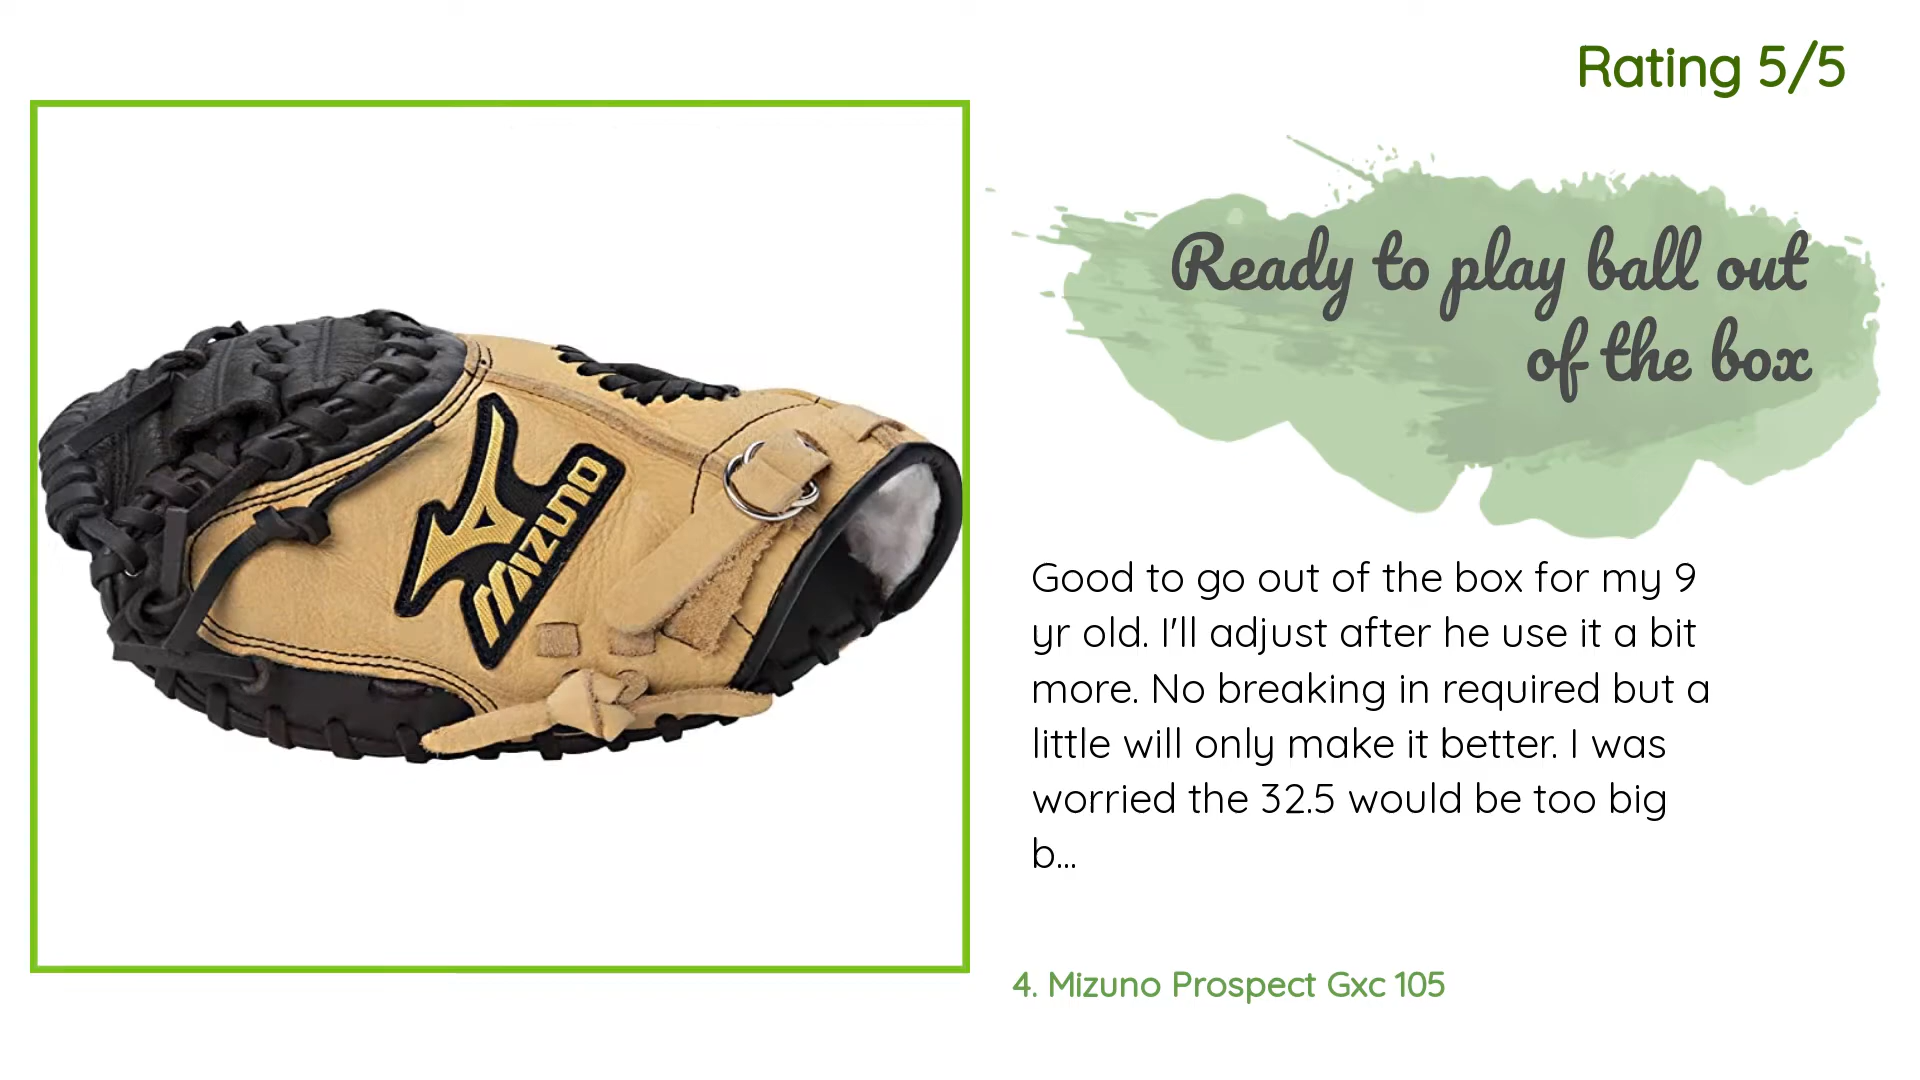 Rating 5/5
Ready to play ball out
of the box
MIZUNO
Good to go out of the box for my 9
yr old. I'll adjust after he use it a bit
more. No breaking in required but a
little will only make it better. I was
worried the 32.5 would be too big
b...
4. Mizuno Prospect Gxc 105